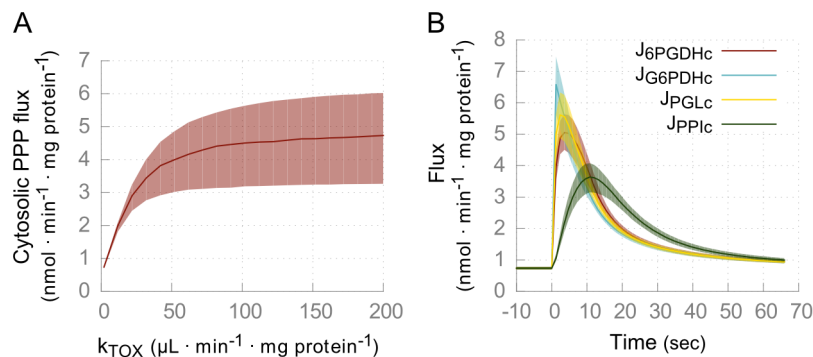 A
Cytosolic PPP flux
(nmol · min⁻¹ · mg protein⁻¹)
7
6
5
4
3
2
1
0
0
50
100
150
200
kTOX (µL · min⁻¹ · mg protein⁻¹)
B
Flux
(nmol · min⁻¹ · mg protein⁻¹)
8
7
6
5
4
3
2
1
0
J6PGDHc
JG6PDHc
JPGLc
JPPIc
-10
0
10
20
30
40
50
60
70
Time (sec)